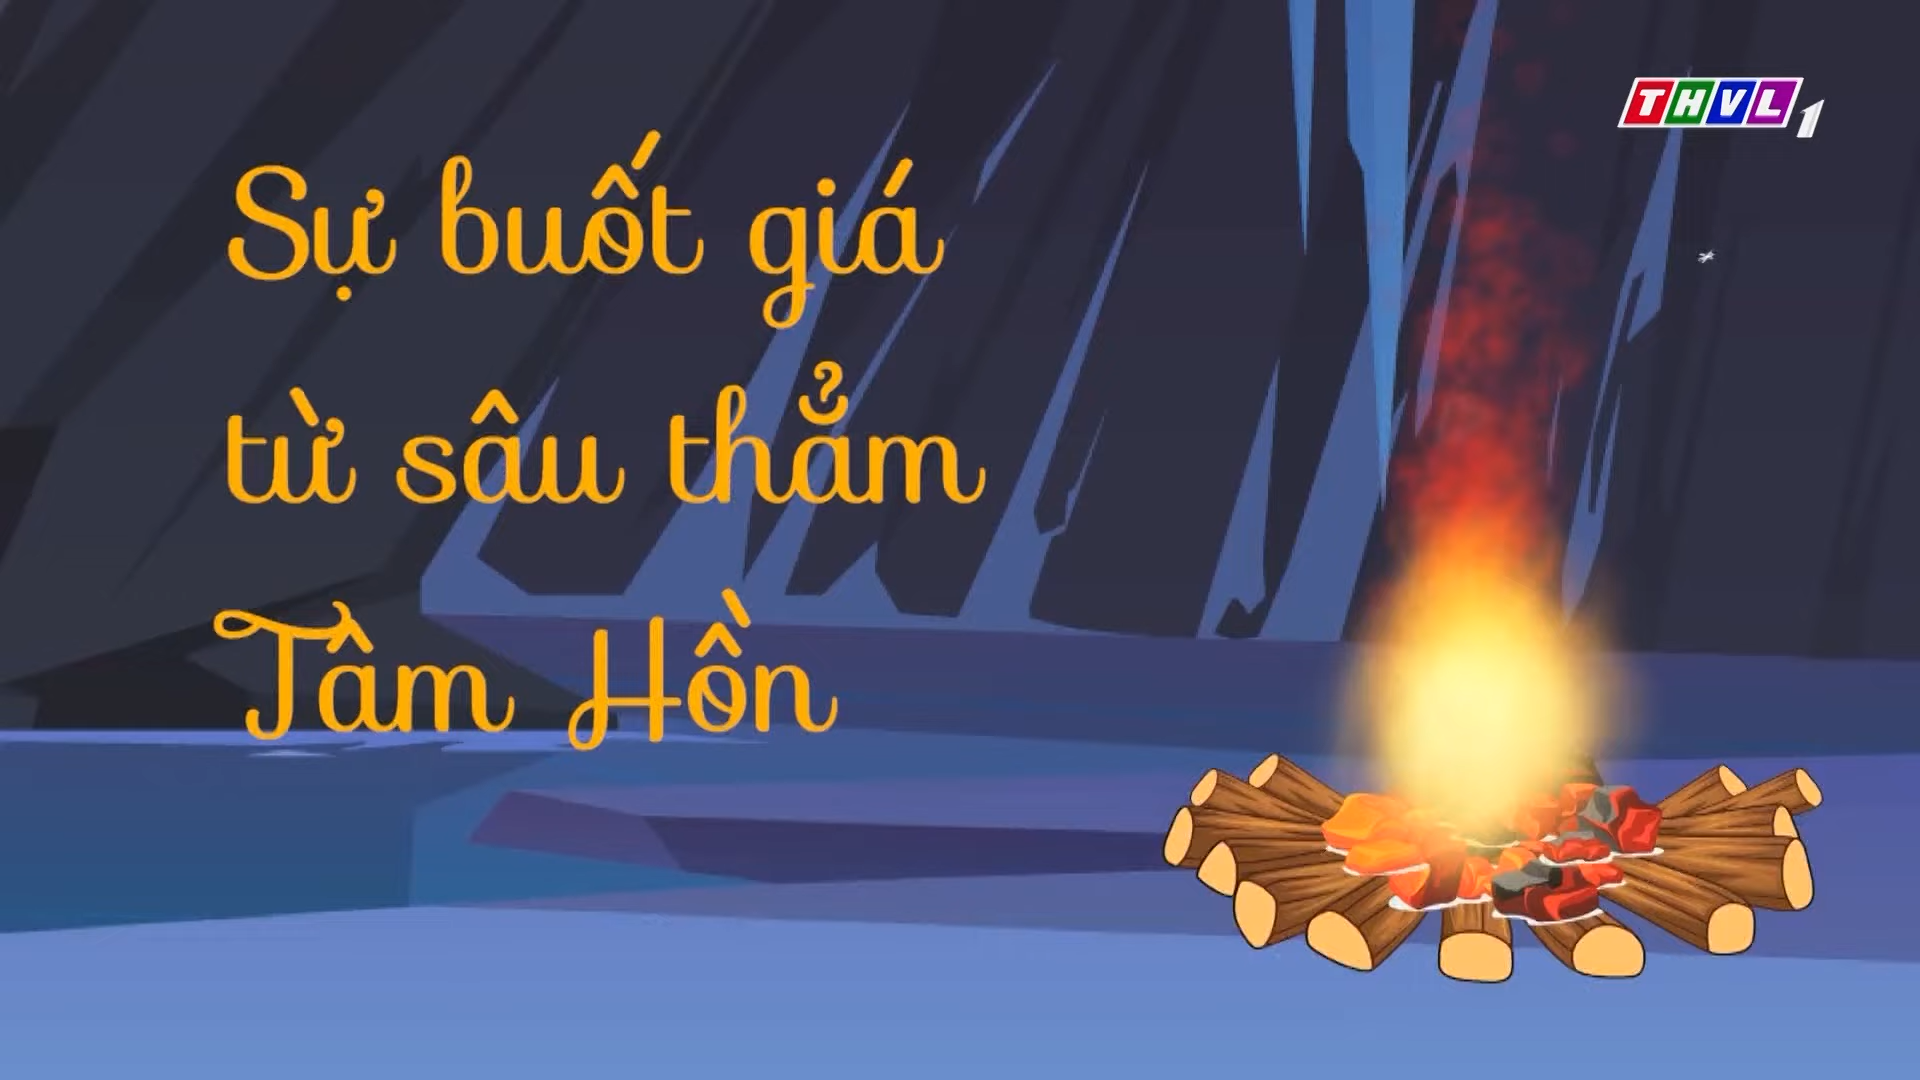 THVL1
Sự buốt giá
từ sâu thẳm
Tâm Hồn